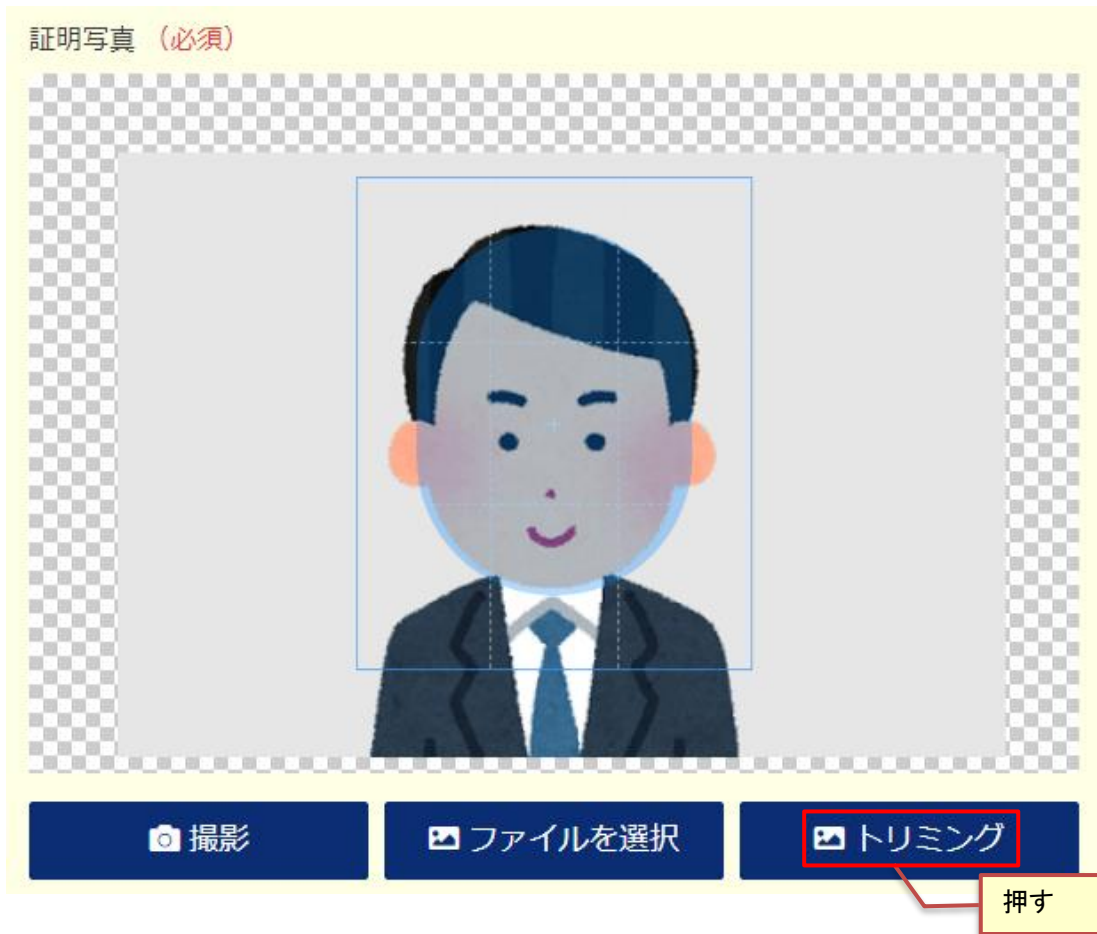 証明写真 （必須）
撮影
ファイルを選択
トリミング
押す